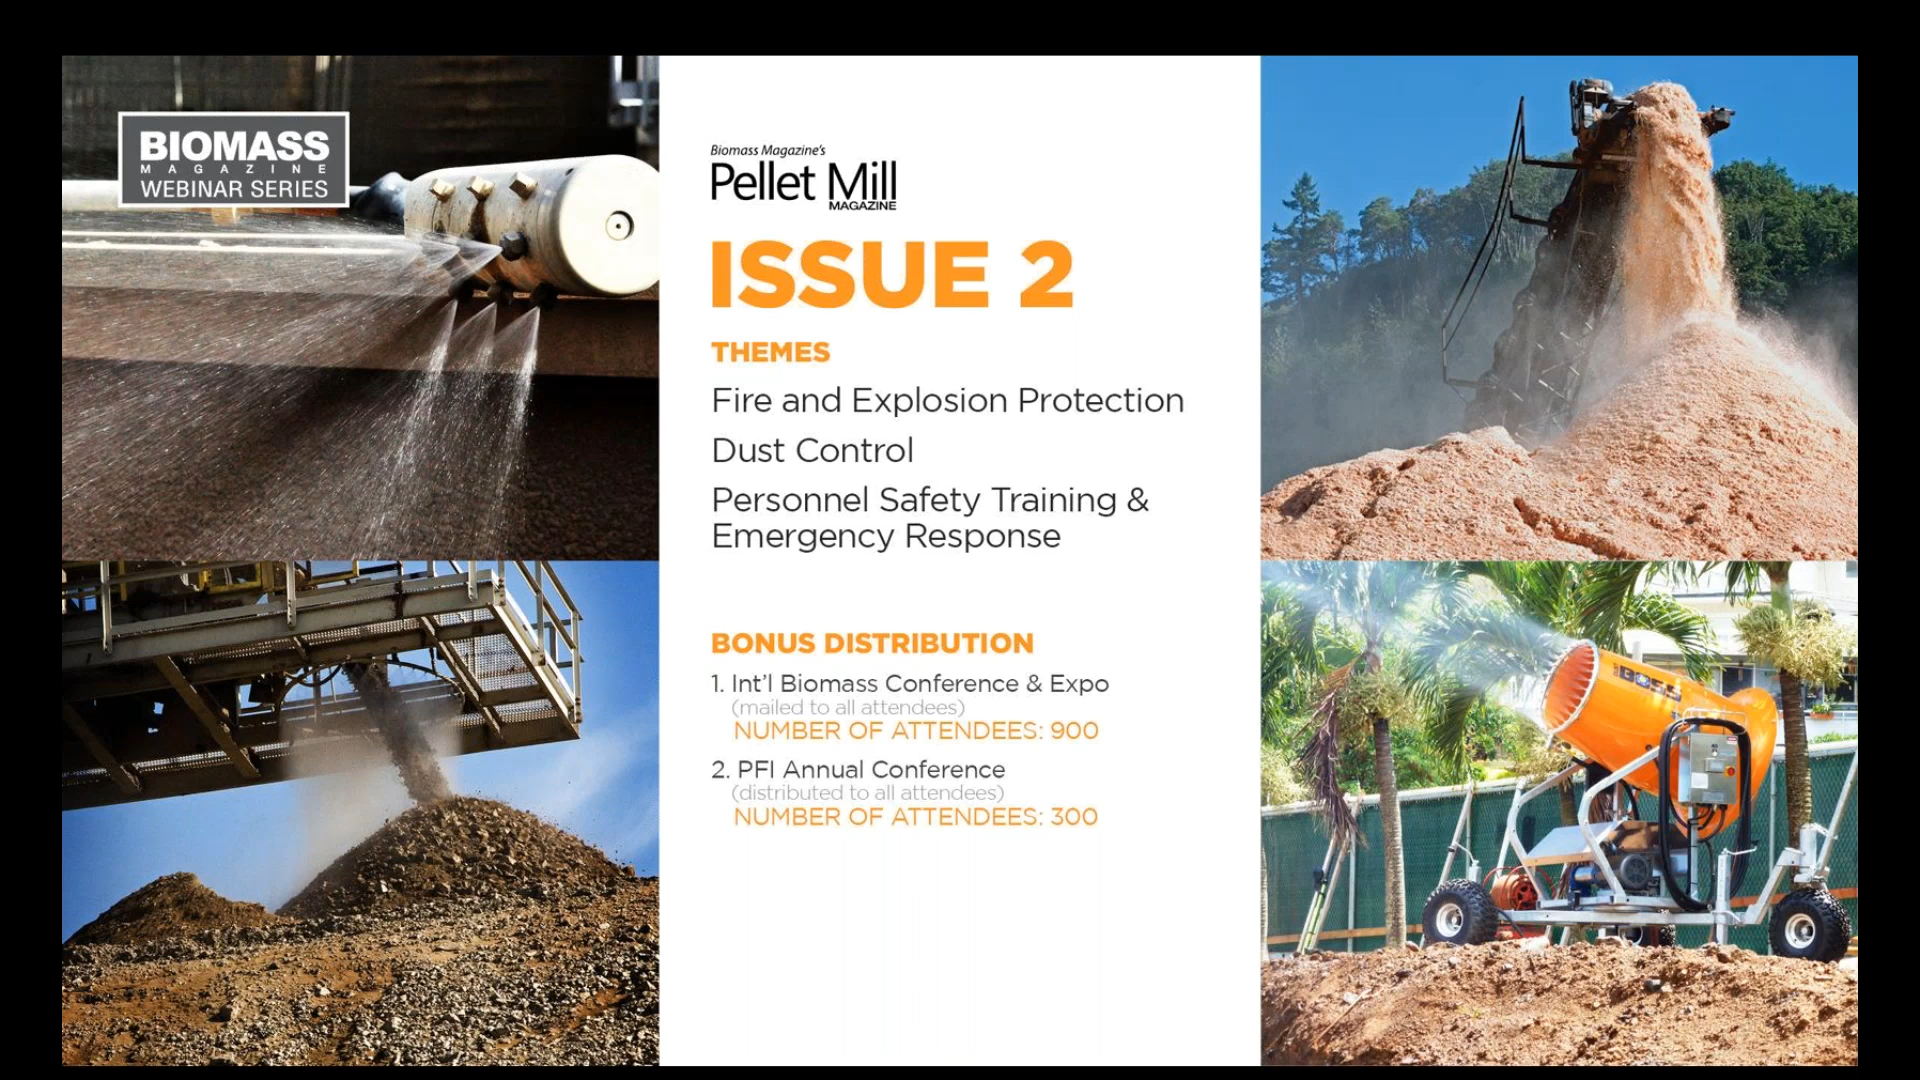 BIOMASS
MAGAZINE
WEBINAR SERIES
Biomass Magazine's
Pellet Mill
MAGAZINE
ISSUE 2
THEMES
Fire and Explosion Protection
Dust Control
Personnel Safety Training &
Emergency Response
BONUS DISTRIBUTION
1. Int'l Biomass Conference & Expo
(mailed to all attendees)
NUMBER OF ATTENDEES: 900
2. PFI Annual Conference
(distributed to all attendees)
NUMBER OF ATTENDEES: 300